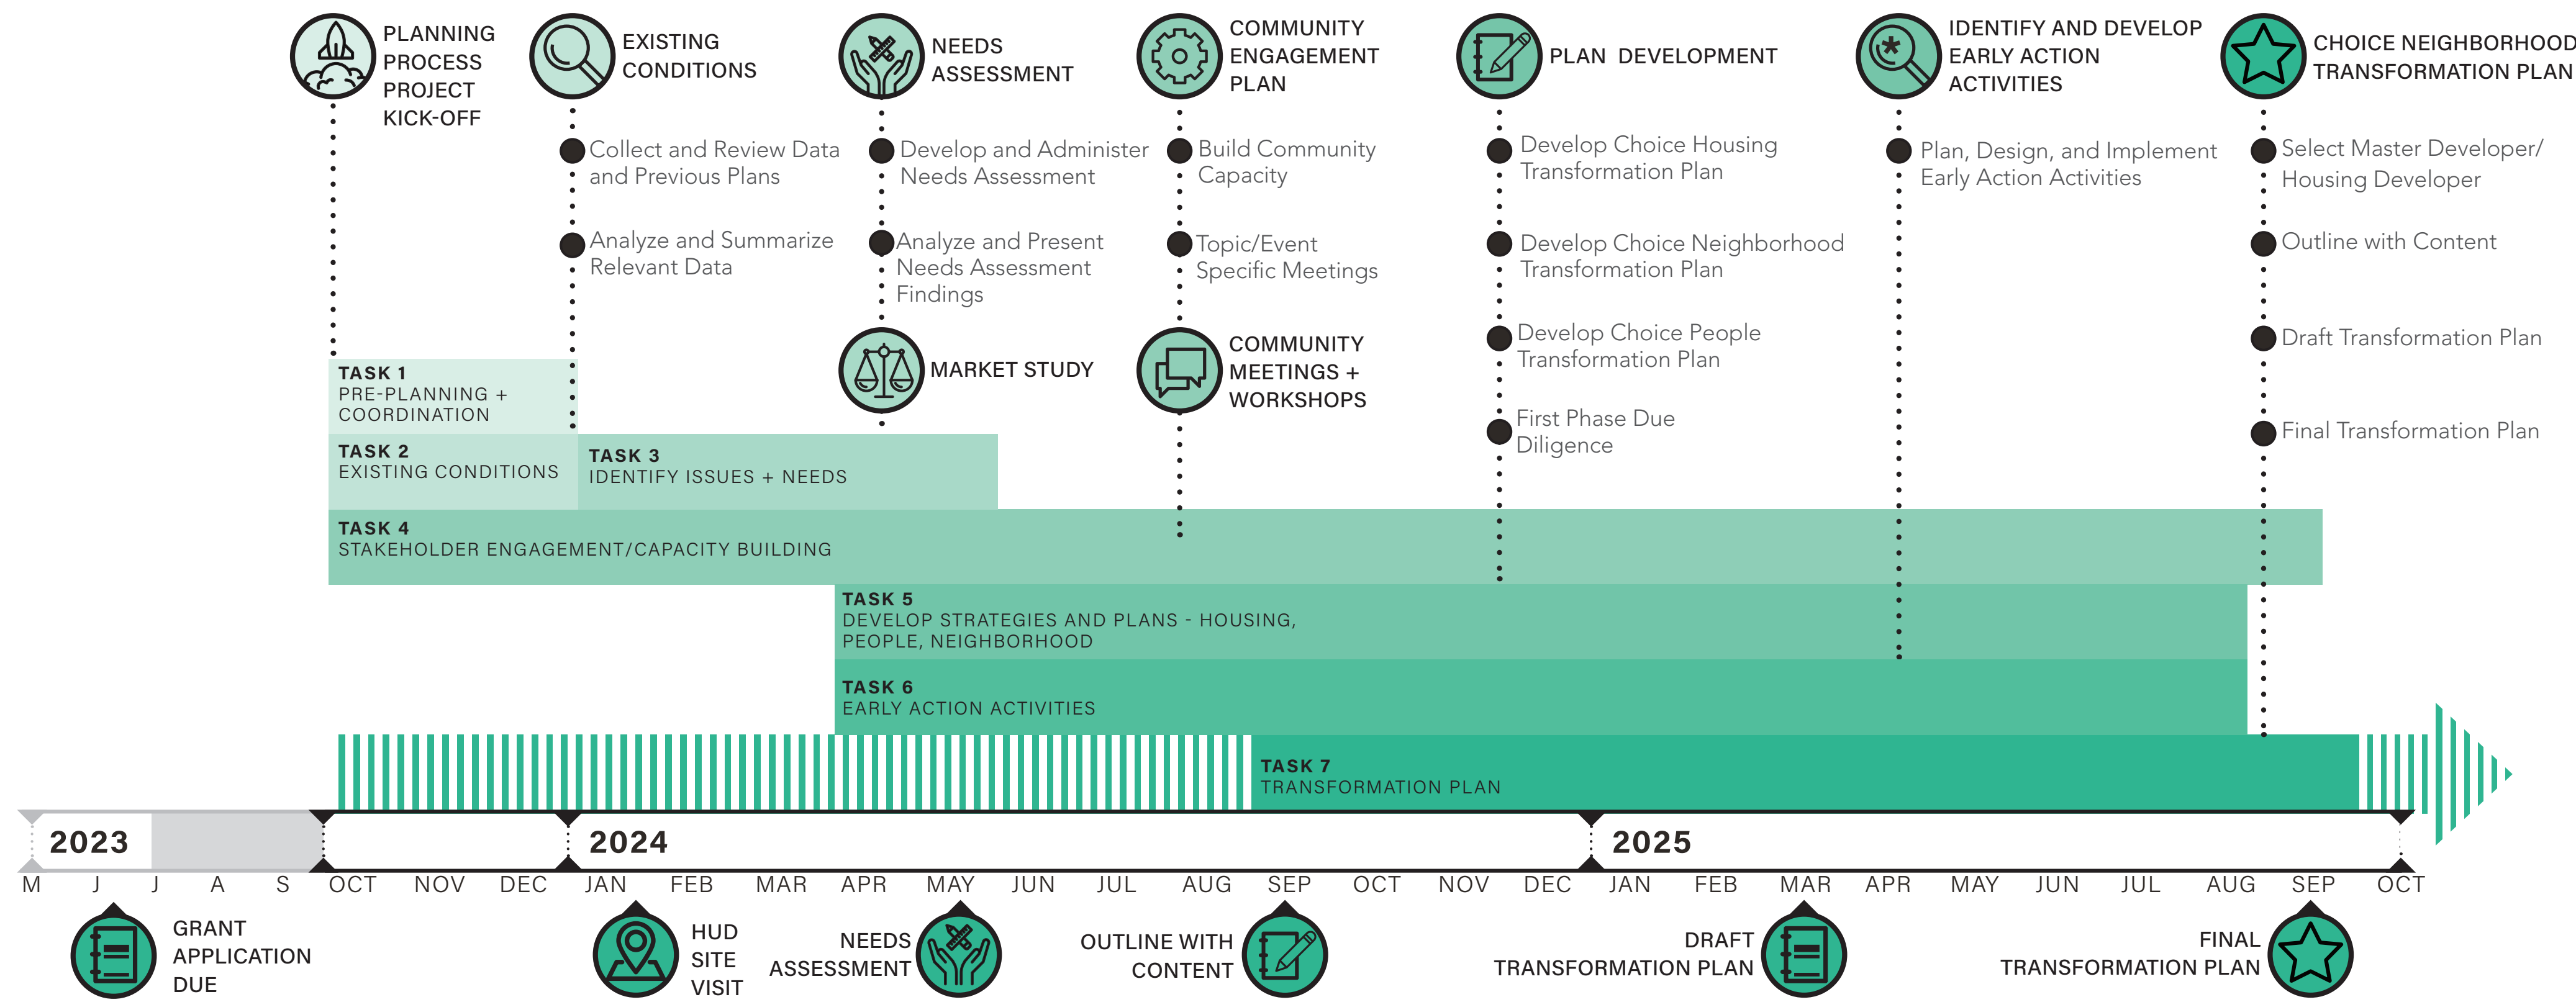 PLANNING
PROCESS
PROJECT
KICK-OFF
EXISTING
CONDITIONS
Collect and Review Data
and Previous Plans
Analyze and Summarize
Relevant Data
NEEDS
ASSESSMENT
Develop and Administer
Needs Assessment
Analyze and Present
Needs Assessment
Findings
MARKET STUDY
COMMUNITY
ENGAGEMENT
PLAN
Build Community
Capacity
Topic/Event
Specific Meetings
COMMUNITY
MEETINGS +
WORKSHOPS
PLAN DEVELOPMENT
Develop Choice Housing
Transformation Plan
Develop Choice Neighborhood
Transformation Plan
Develop Choice People
Transformation Plan
First Phase Due
Diligence
IDENTIFY AND DEVELOP
EARLY ACTION
ACTIVITIES
Plan, Design, and Implement
Early Action Activities
CHOICE NEIGHBORHOOD
TRANSFORMATION PLAN
Select Master Developer/
Housing Developer
Outline with Content
Draft Transformation Plan
Final Transformation Plan
TASK 1
PRE-PLANNING +
COORDINATION
TASK 2
EXISTING CONDITIONS
TASK 3
IDENTIFY ISSUES + NEEDS
TASK 4
STAKEHOLDER ENGAGEMENT/CAPACITY BUILDING
TASK 5
DEVELOP STRATEGIES AND PLANS - HOUSING,
PEOPLE, NEIGHBORHOOD
TASK 6
EARLY ACTION ACTIVITIES
TASK 7
TRANSFORMATION PLAN
2023 2024 2025
M J J A S OCT NOV DEC JAN FEB MAR APR MAY JUN JUL AUG SEP OCT NOV DEC JAN FEB MAR APR MAY JUN JUL AUG SEP OCT
GRANT
APPLICATION
DUE
HUD
SITE
VISIT
NEEDS
ASSESSMENT
OUTLINE WITH
CONTENT
DRAFT
TRANSFORMATION PLAN
FINAL
TRANSFORMATION PLAN